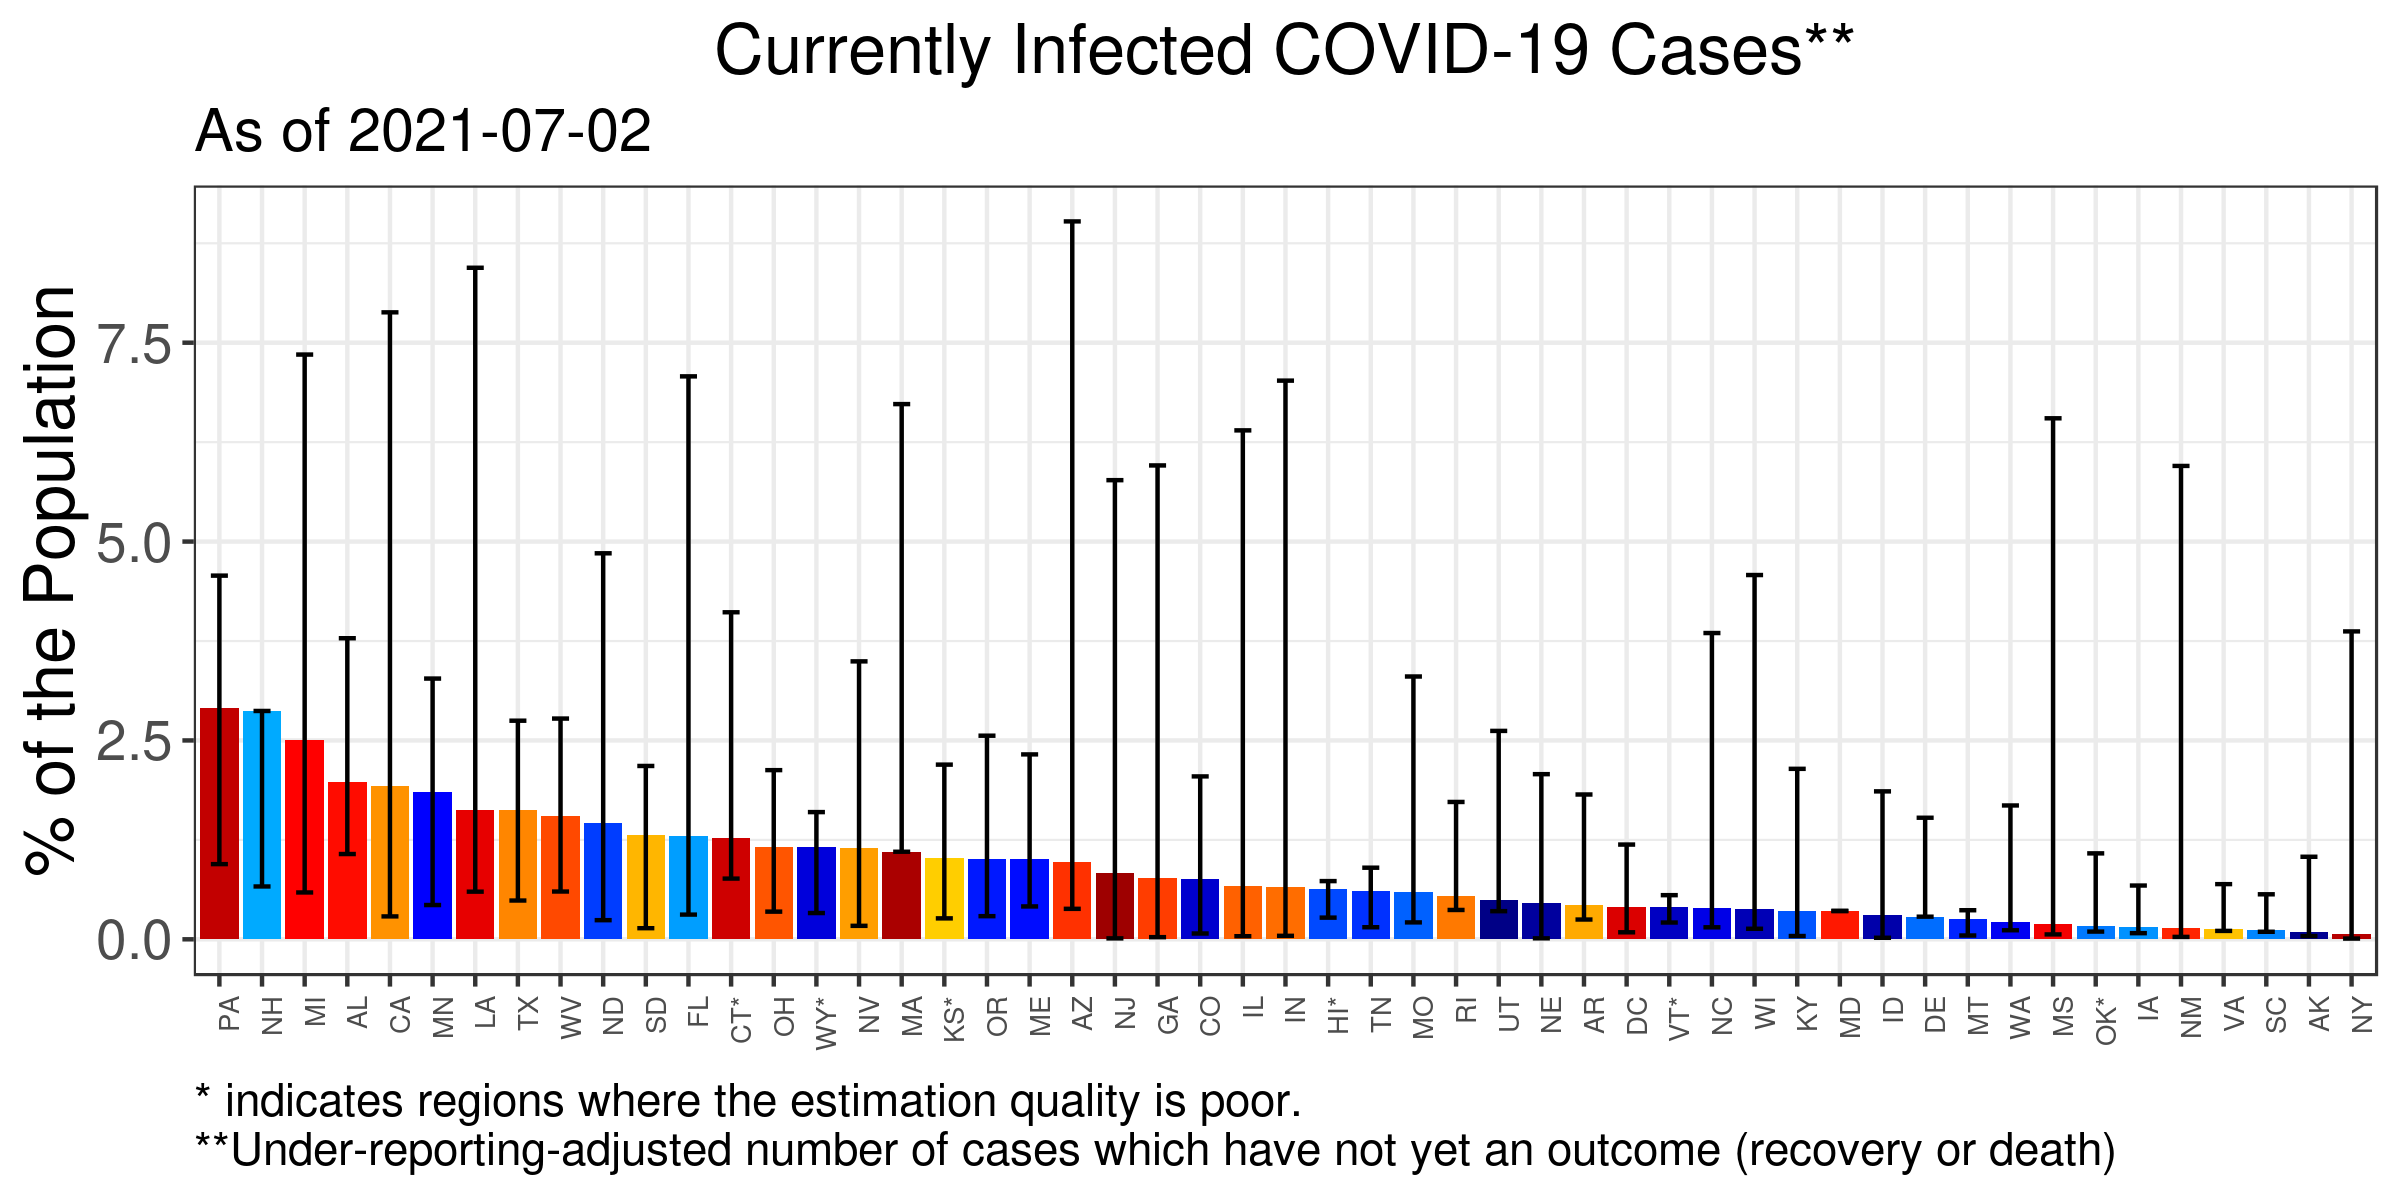 Currently Infected COVID-19 Cases**
As of 2021-07-02
% of the Population
7.5
5.0
2.5
0.0
PA NH MI AL CA MN LA TX WV ND SD FL CT* OH WY* NV MA KS* OR ME AZ NJ GA CO IL IN HI* TN MO RI UT NE AR DC VT* NC WI KY MD ID DE MT WA MS OK* IA NM VA SC AK NY
* indicates regions where the estimation quality is poor.
**Under-reporting-adjusted number of cases which have not yet an outcome (recovery or death)